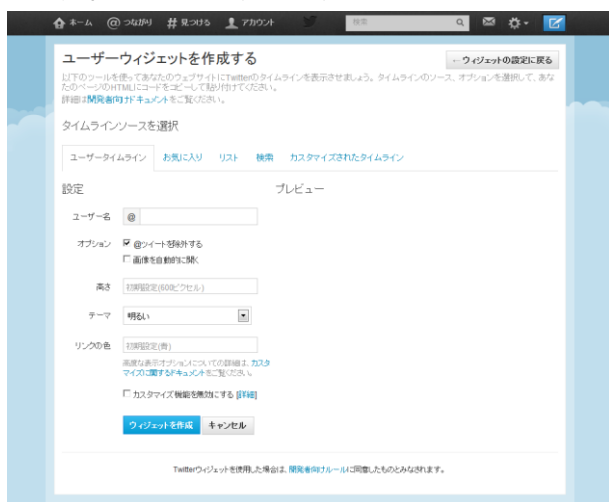 ホーム @ つながり # 見つける アカウント 検索
ユーザーウィジェットを作成する
←ウィジェットの設定に戻る
以下のツールを使ってあなたのウェブサイトにTwitterのタイムラインを表示させましょう。タイムラインのソース、オプションを選択して、あな
たのページのHTMLにコードをコピーして貼り付けてください。
詳細は開発者向けドキュメントをご覧ください。
タイムラインソースを選択
ユーザータイムライン お気に入り リスト 検索 カスタマイズされたタイムライン
設定
プレビュー
ユーザー名 @
オプション @ツイートを除外する
画像を自動的に開く
高さ 初期設定(600ピクセル)
テーマ 明るい
リンクの色 初期設定(青)
高度な表示オプションについての詳細は、カスタ
マイズに関するドキュメントをご覧ください。
カスタマイズ機能を無効にする [詳細]
ウィジェットを作成 キャンセル
Twitterウィジェットを使用した場合は、開発者向けルールに同意したものとみなされます。